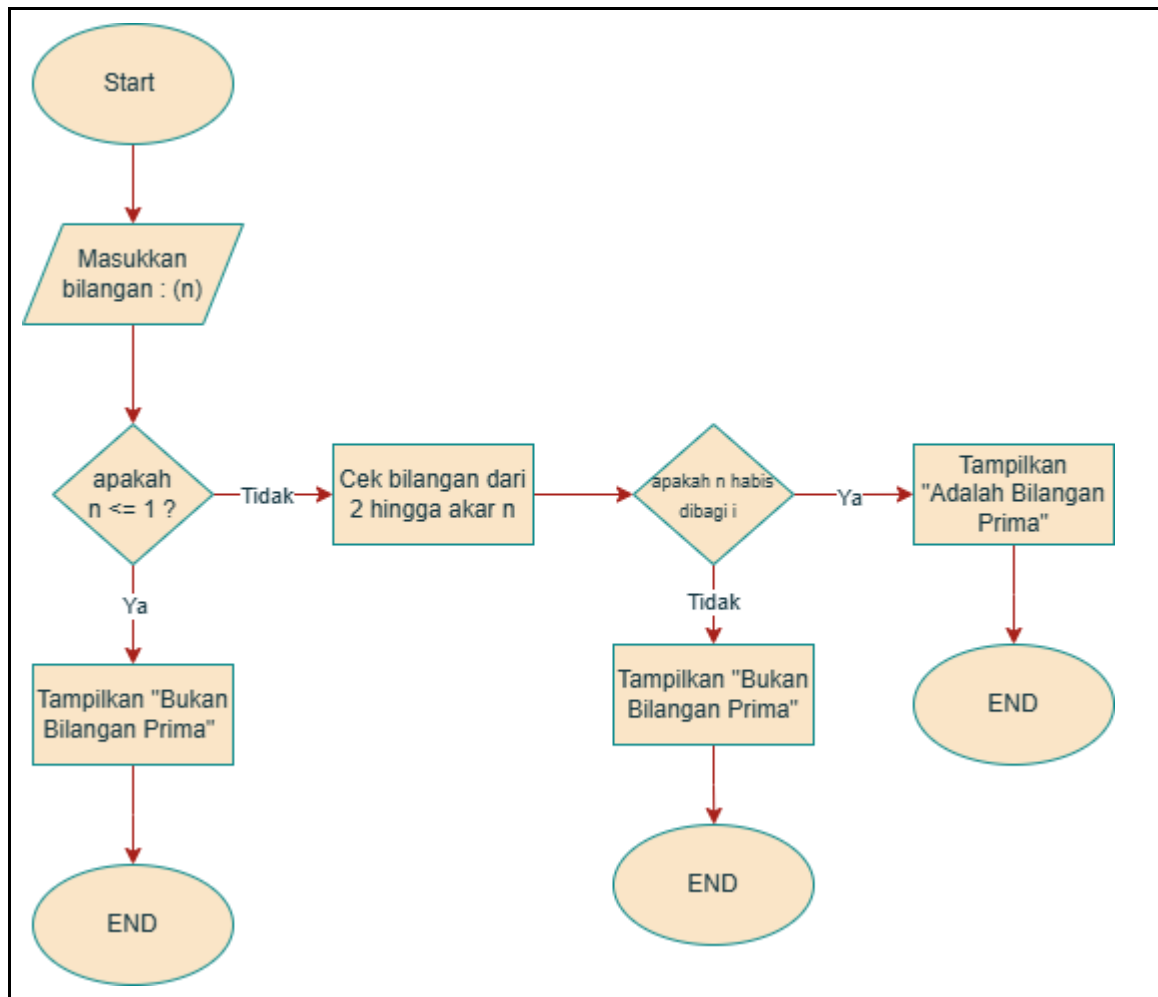 Start
Masukkan
bilangan : (n)
apakah
n <= 1 ?
Tidak
Cek bilangan dari
2 hingga akar n
apakah n habis
dibagi i
Ya
Tampilkan
"Adalah Bilangan
Prima"
END
Tidak
Tampilkan "Bukan
Bilangan Prima"
END
Ya
Tampilkan "Bukan
Bilangan Prima"
END